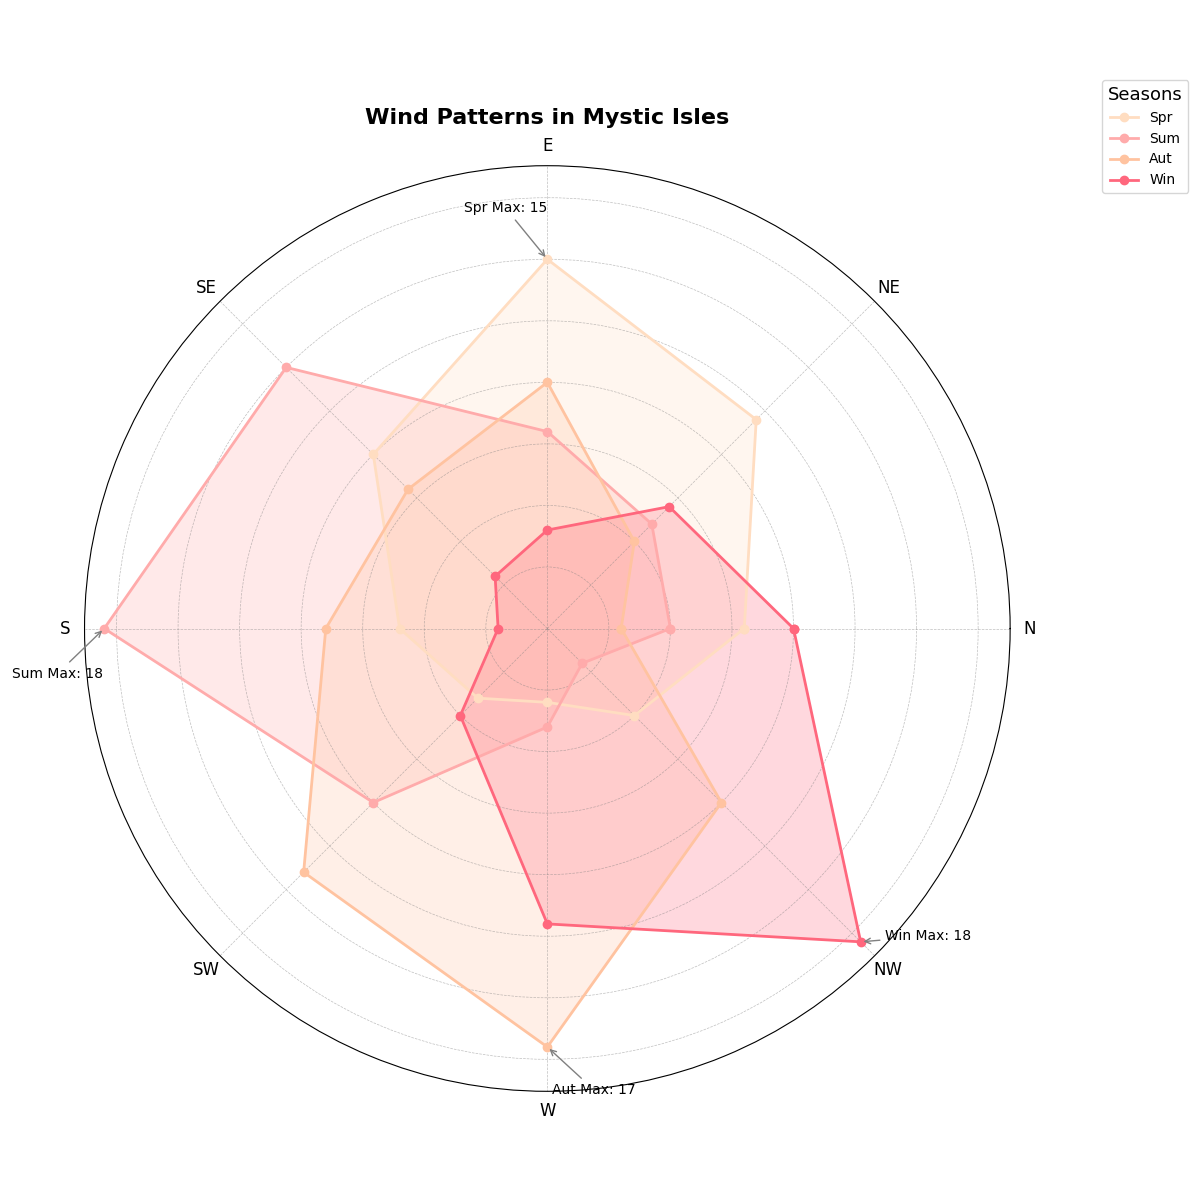 Wind Patterns in Mystic Isles
Seasons
Spr
Sum
Aut
Win
E
Spr Max: 15
SE
NE
S
N
Sum Max: 18
Win Max: 18
SW
NW
Aut Max: 17
W